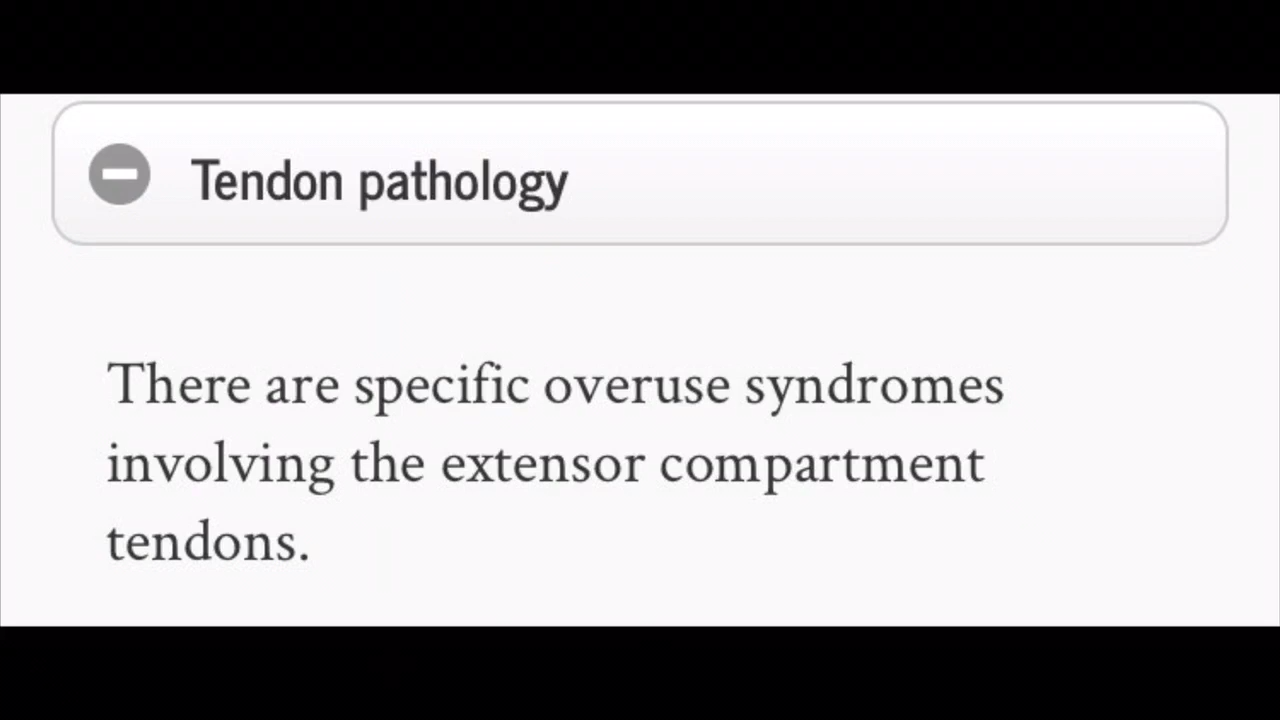 Tendon pathology
There are specific overuse syndromes
involving the extensor compartment
tendons.